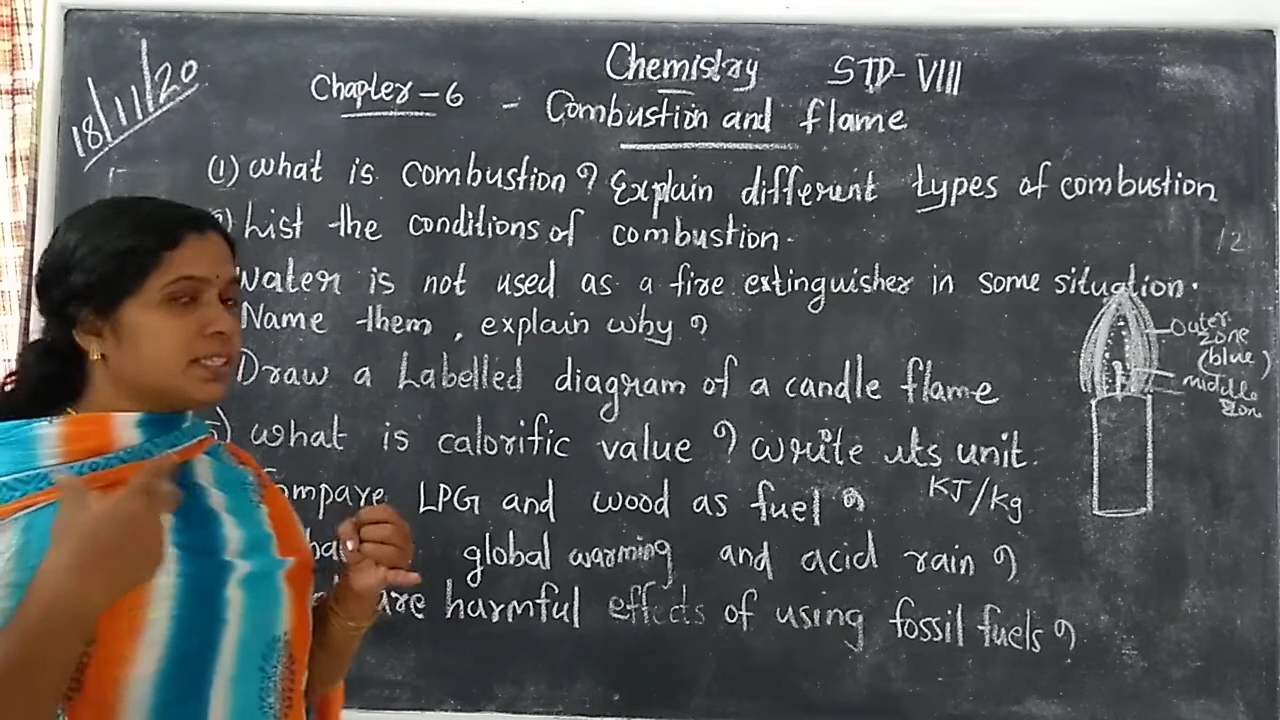 18/11/20
Chemistry STD-VIII
Chapter-6 - Combustion and flame
(1) What is combustion? Explain different types of combustion
List the conditions of combustion.
12
water is not used as a fire extinguisher in some situation.
Name them, explain why?
Draw a Labelled diagram of a candle flame
Outer
Zone
(blue)
middle
5) What is calorific value? Write its unit.
KJ/kg
LPG and wood as fuel?
global warming and acid rain?
are harmful effects of using fossil fuels?